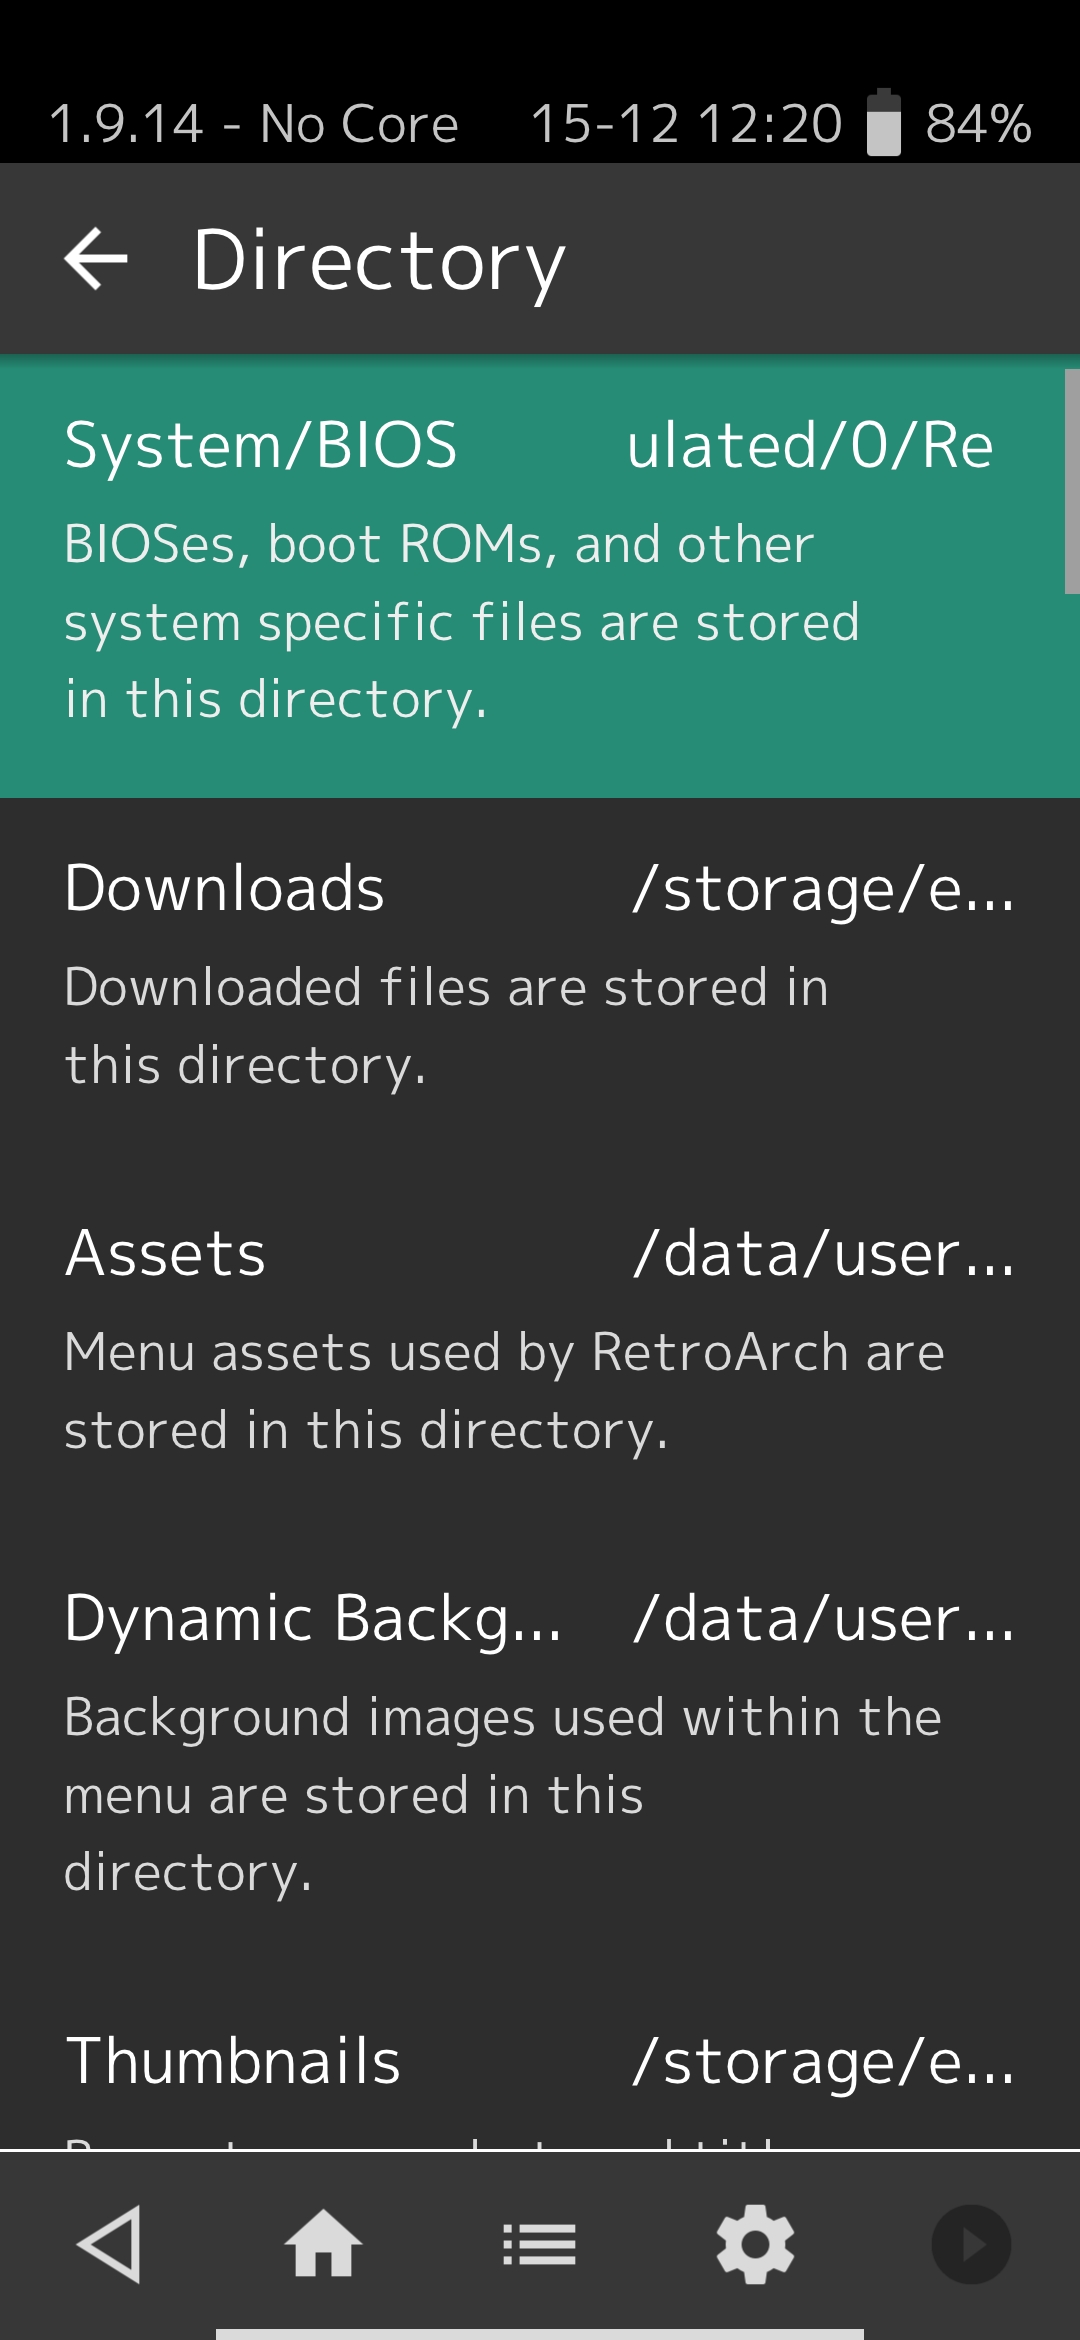 1.9.14 - No Core 15-12 12:20 84%
Directory
System/BIOS ulated/0/Re
BIOSes, boot ROMs, and other
system specific files are stored
in this directory.
Downloads /storage/e...
Downloaded files are stored in
this directory.
Assets /data/user...
Menu assets used by RetroArch are
stored in this directory.
Dynamic Backg... /data/user...
Background images used within the
menu are stored in this
directory.
Thumbnails /storage/e...